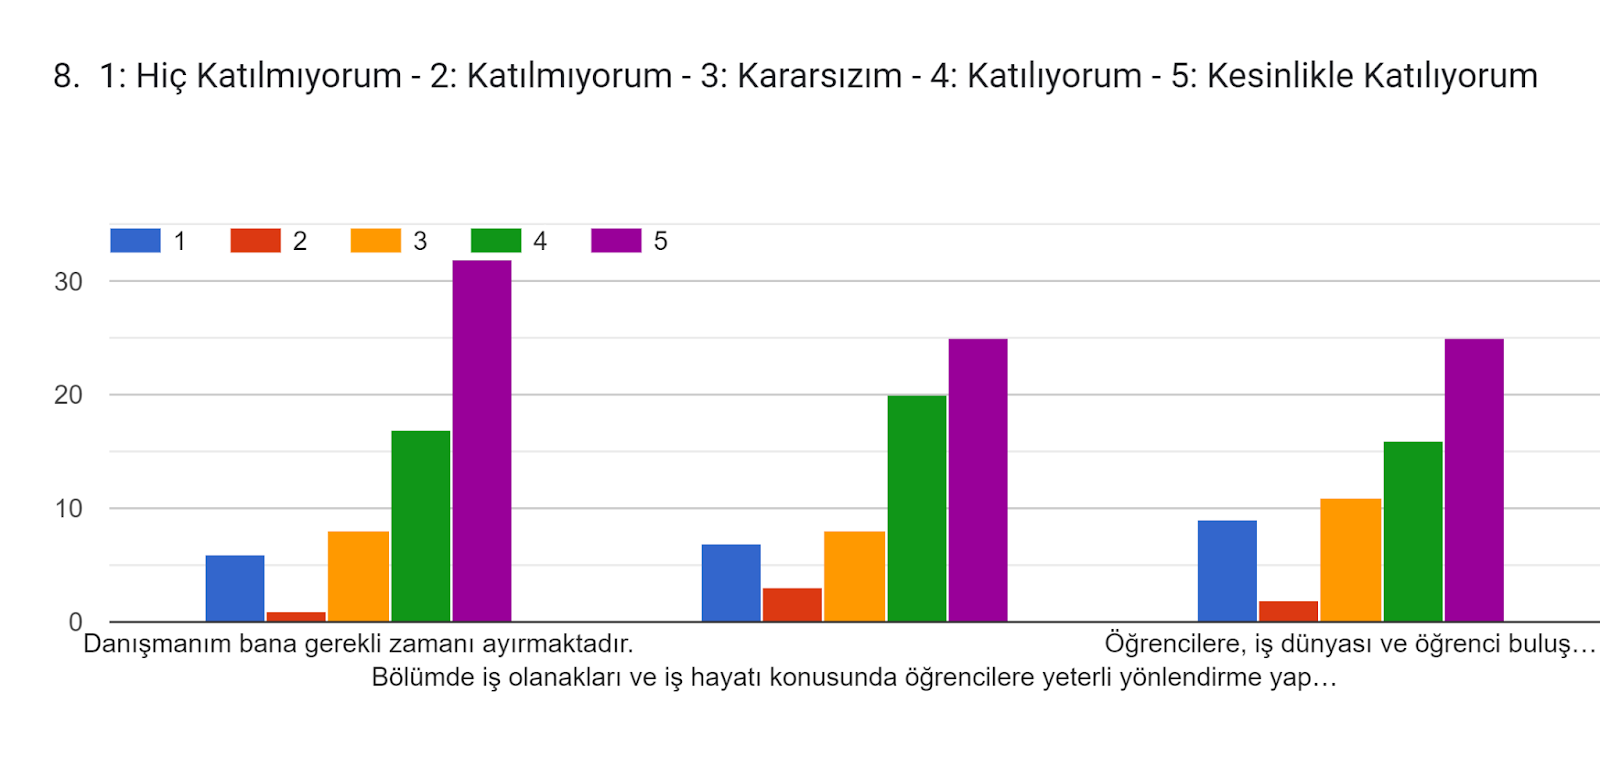 8. 1: Hiç Katılmıyorum - 2: Katılmıyorum - 3: Kararsızım - 4: Katılıyorum - 5: Kesinlikle Katılıyorum
1 2 3 4 5
30
20
10
0
Danışmanım bana gerekli zamanı ayırmaktadır.
Öğrencilere, iş dünyası ve öğrenci buluş…
Bölümde iş olanakları ve iş hayatı konusunda öğrencilere yeterli yönlendirme yap…